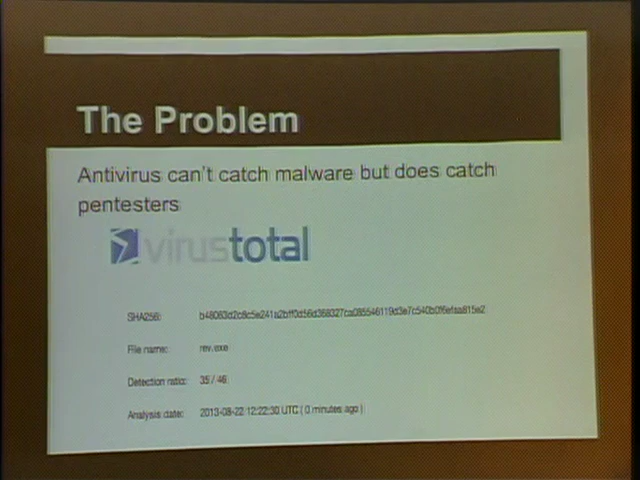 The Problem
Antivirus can't catch malware but does catch
pentesters
virustotal
SHA256:
File name: rev.exe
Detection ratio: 35 / 46
Analysis date: 2013-08-22 12:22:30 UTC ( 0 minutes ago )